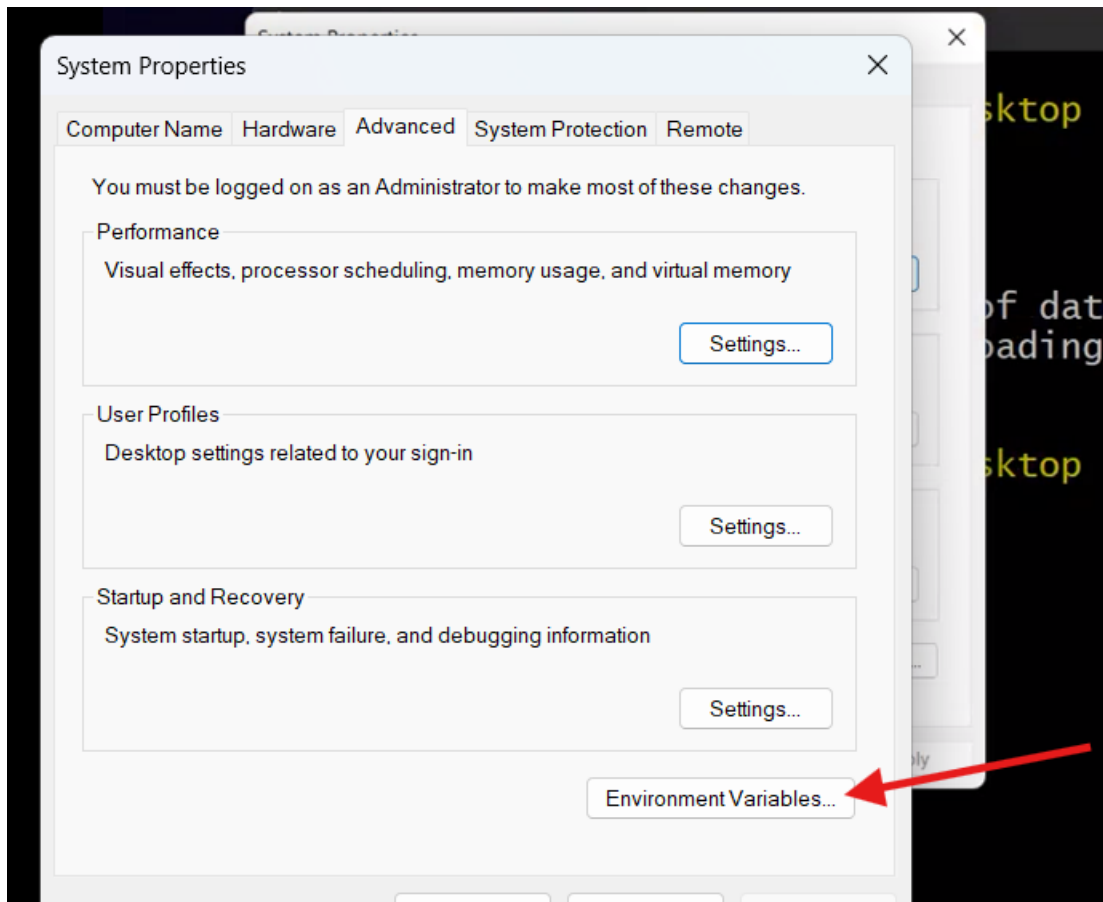 System Properties
System Properties
Computer Name Hardware Advanced System Protection Remote
You must be logged on as an Administrator to make most of these changes.
Performance
Visual effects, processor scheduling, memory usage, and virtual memory
Settings...
User Profiles
Desktop settings related to your sign-in
Settings...
Startup and Recovery
System startup, system failure, and debugging information
Settings...
Environment Variables...
sktop
of dat
oading
sktop
...
ply